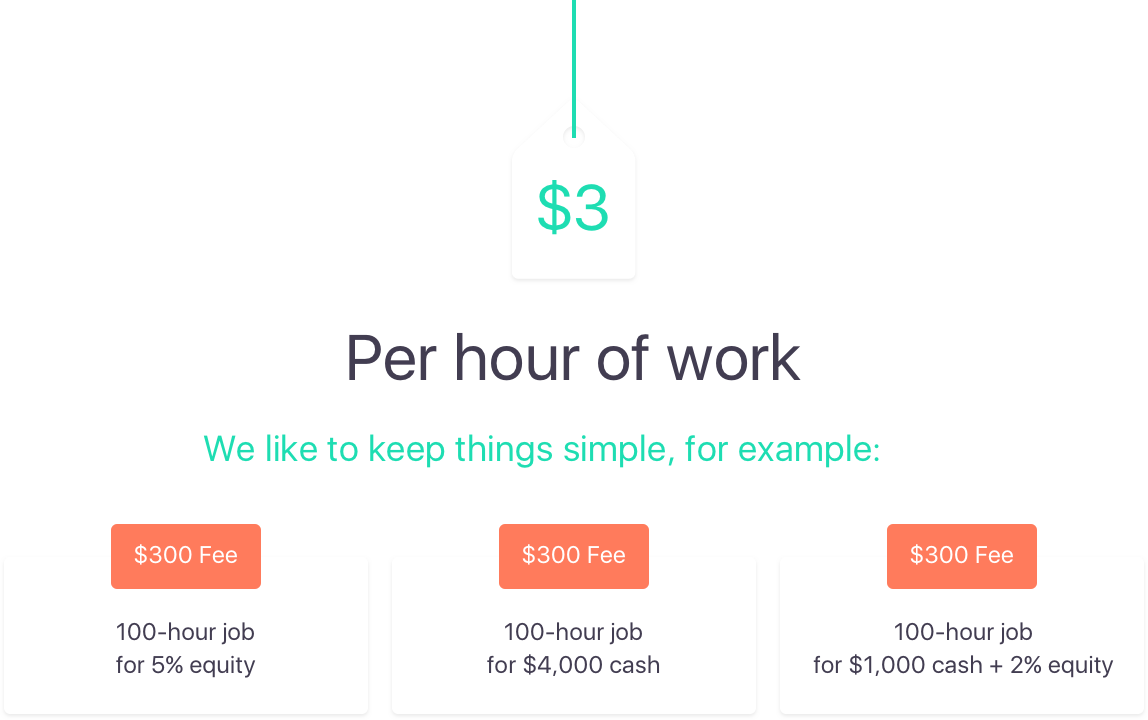 $3
Per hour of work
We like to keep things simple, for example:
$300 Fee
100-hour job
for 5% equity
$300 Fee
100-hour job
for $4,000 cash
$300 Fee
100-hour job
for $1,000 cash + 2% equity